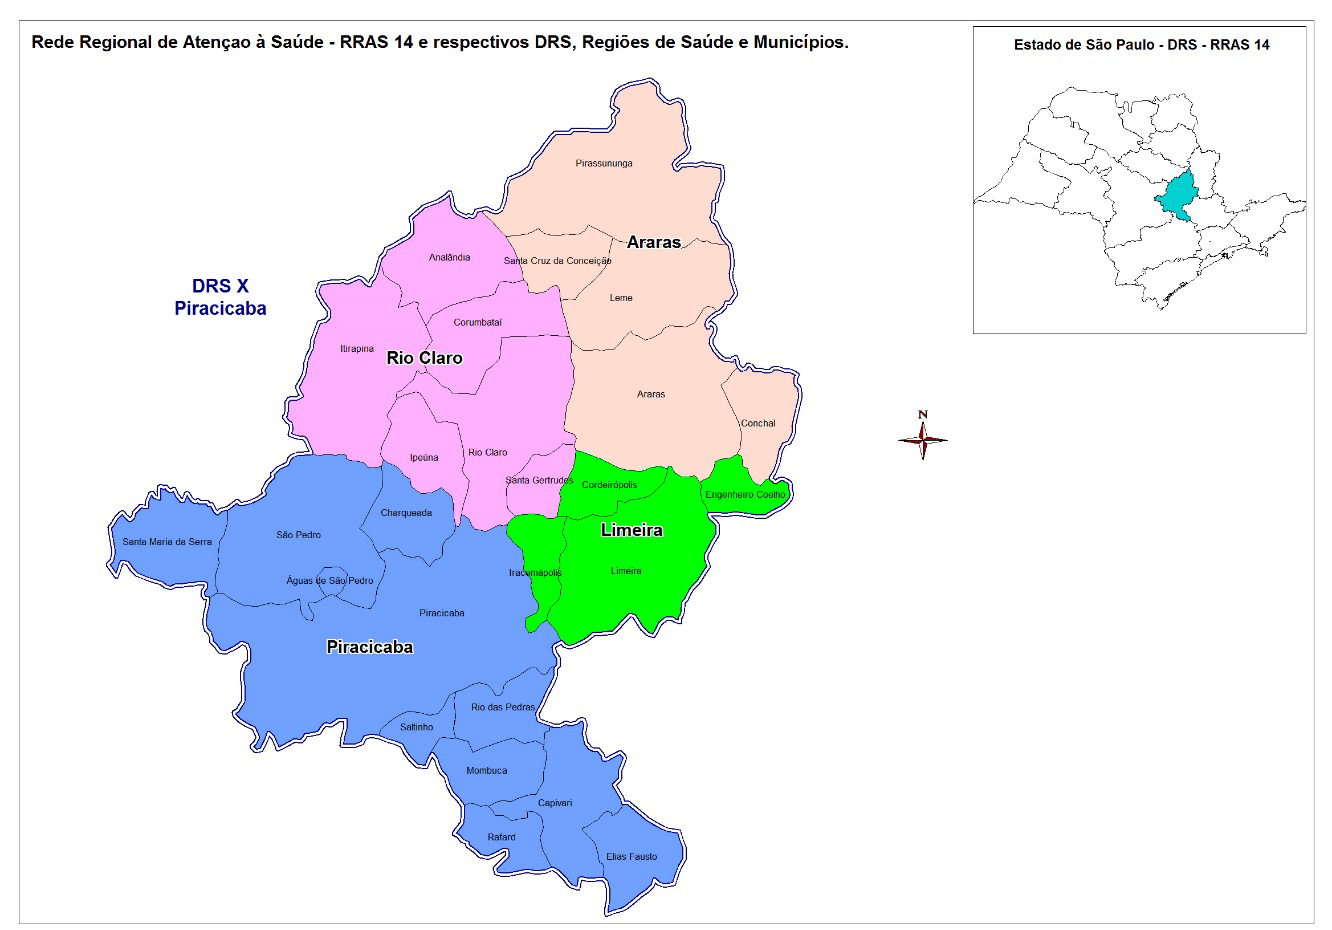 Rede Regional de Atençao à Saúde - RRAS 14 e respectivos DRS, Regiões de Saúde e Municípios.
Estado de São Paulo - DRS - RRAS 14
Pirassununga
Araras
Analândia
Santa Cruz da Conceição
DRS X
Piracicaba
Leme
Corumbataí
Itirapina
Rio Claro
Araras
Conchal
N
Ipeúna
Rio Claro
Santa Gertrudes
Cordeirópolis
Engenheiro Coelho
Charqueada
Limeira
São Pedro
Santa Maria da Serra
Iracemápolis
Limeira
Águas de São Pedro
Piracicaba
Piracicaba
Rio das Pedras
Saltinho
Mombuca
Capivari
Rafard
Elias Fausto